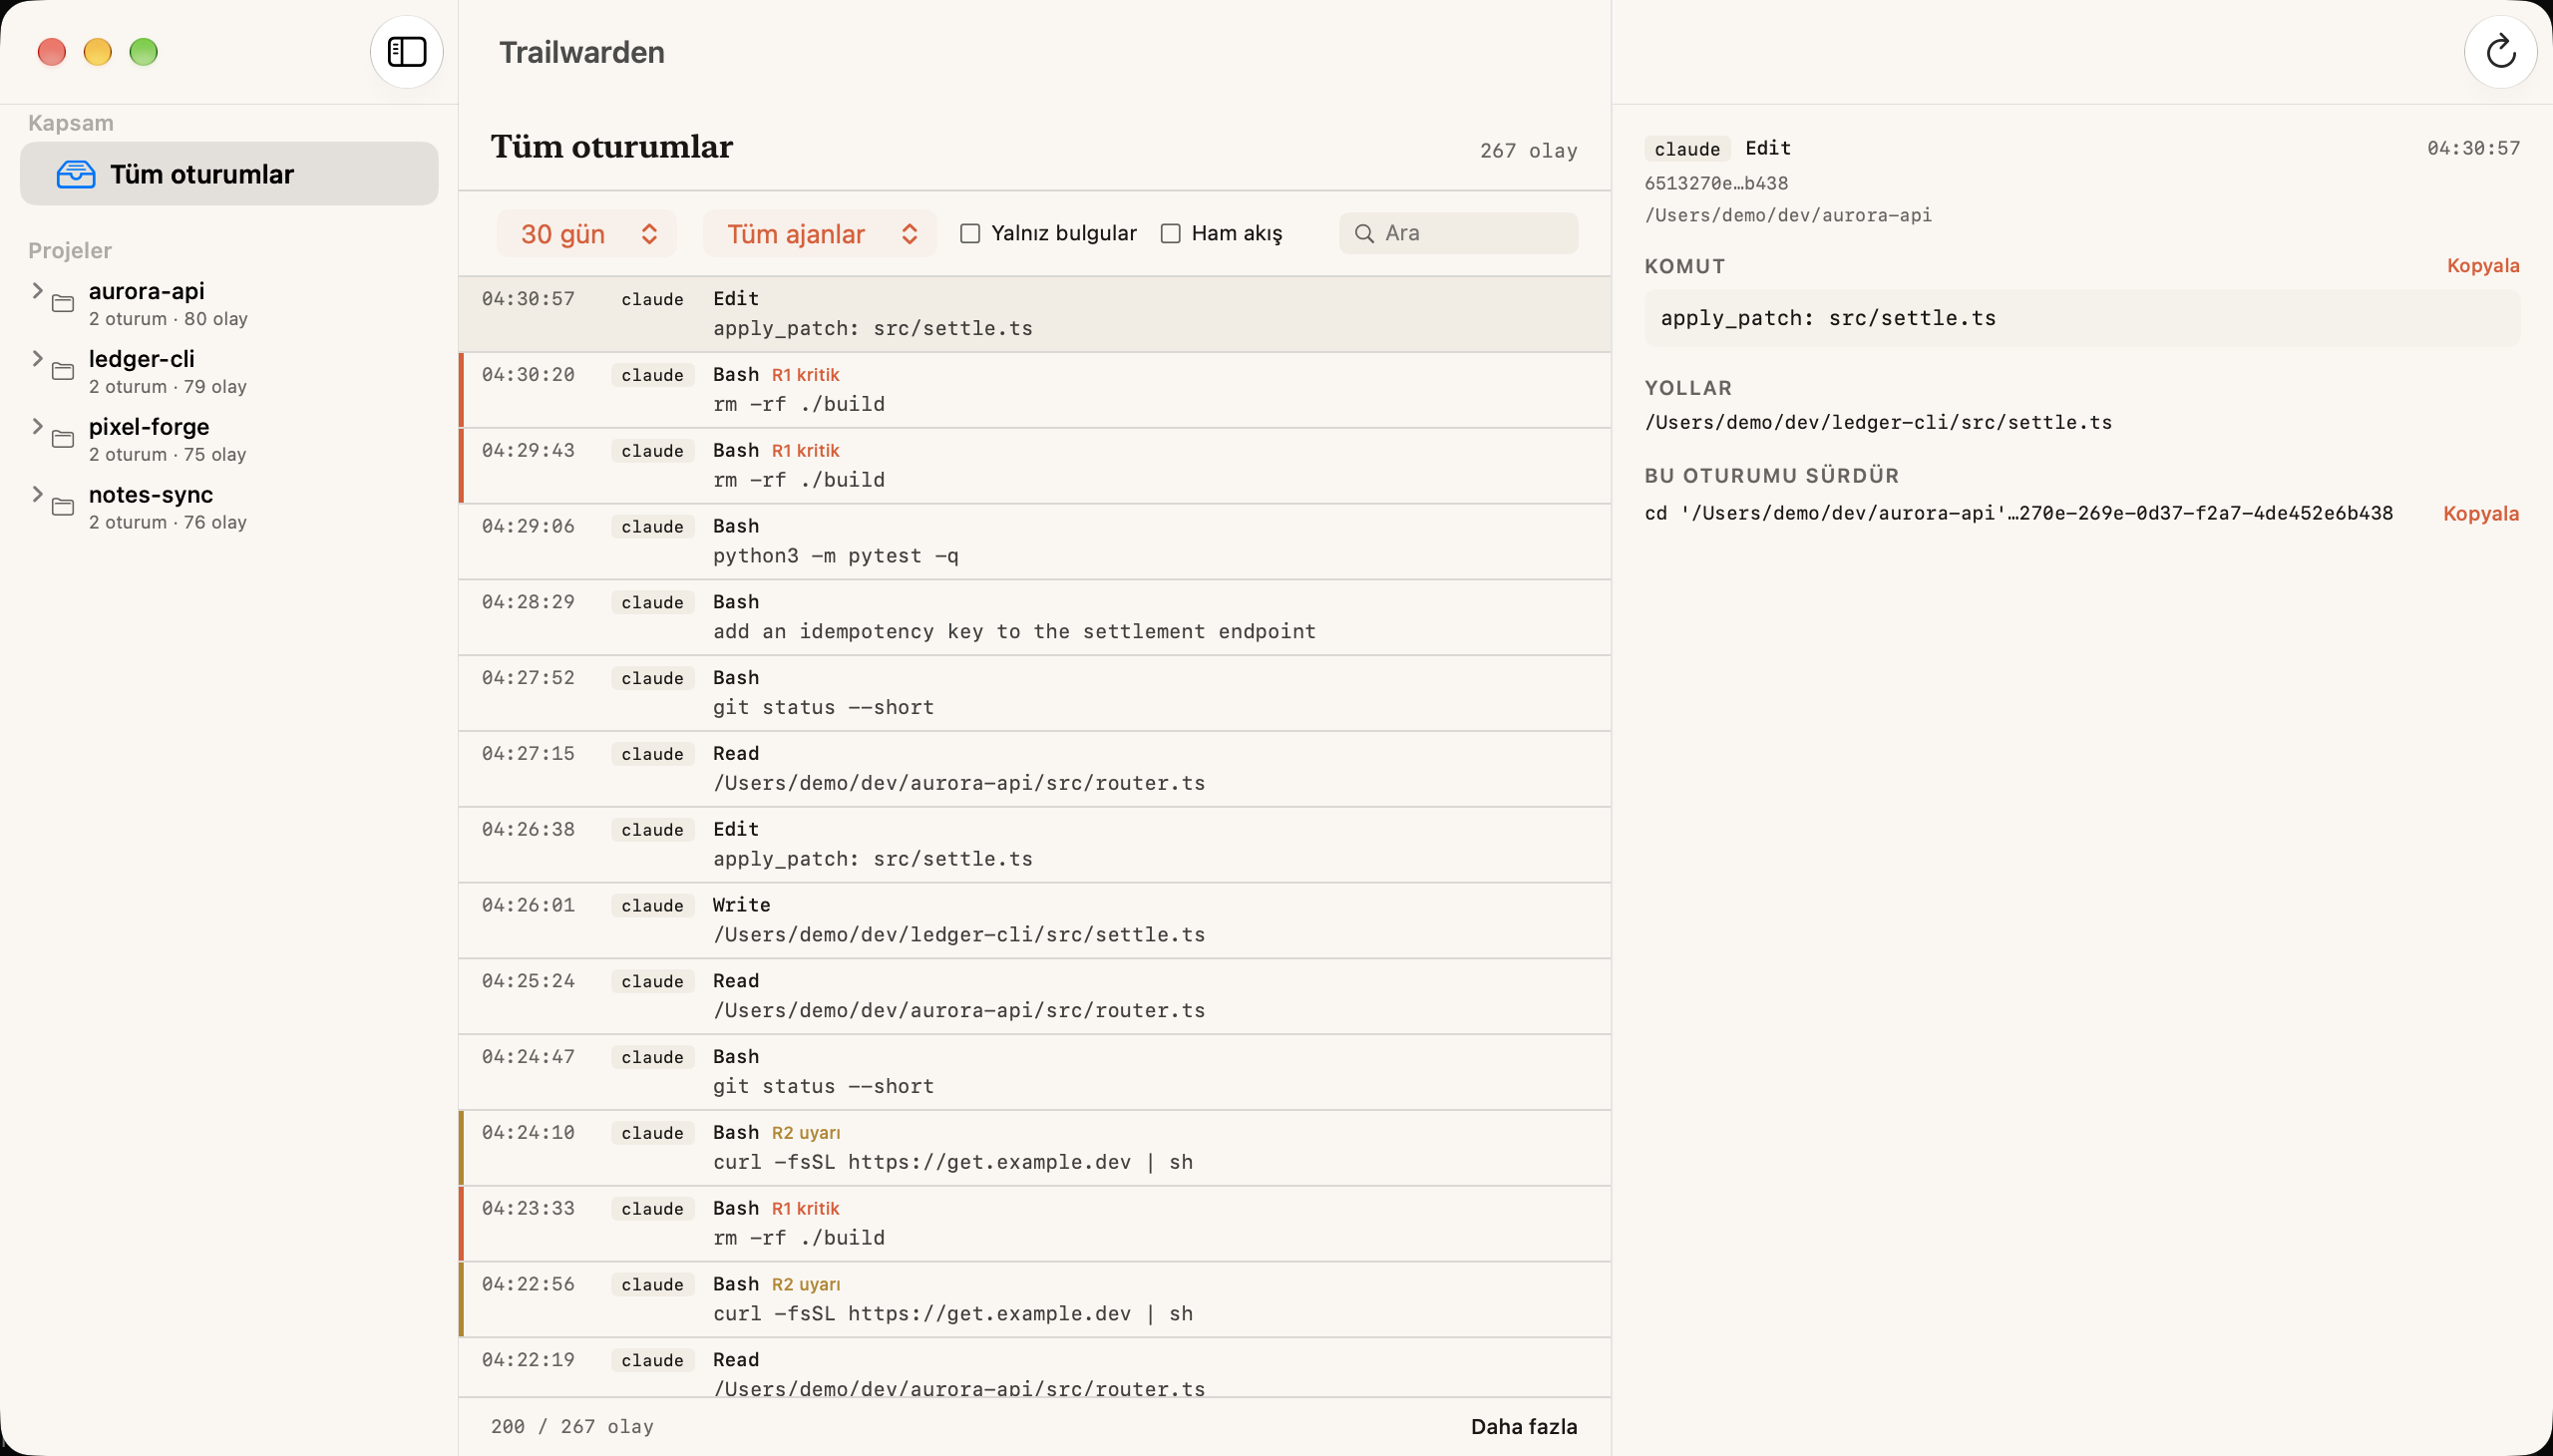 Trailwarden
Kapsam
Tüm oturumlar
Projeler
aurora-api
2 oturum · 80 olay
ledger-cli
2 oturum · 79 olay
pixel-forge
2 oturum · 75 olay
notes-sync
2 oturum · 76 olay
Tüm oturumlar 267 olay
30 gün Tüm ajanlar Yalnız bulgular Ham akış Ara
04:30:57 claude Edit
apply_patch: src/settle.ts
04:30:20 claude Bash R1 kritik
rm -rf ./build
04:29:43 claude Bash R1 kritik
rm -rf ./build
04:29:06 claude Bash
python3 -m pytest -q
04:28:29 claude Bash
add an idempotency key to the settlement endpoint
04:27:52 claude Bash
git status --short
04:27:15 claude Read
/Users/demo/dev/aurora-api/src/router.ts
04:26:38 claude Edit
apply_patch: src/settle.ts
04:26:01 claude Write
/Users/demo/dev/ledger-cli/src/settle.ts
04:25:24 claude Read
/Users/demo/dev/aurora-api/src/router.ts
04:24:47 claude Bash
git status --short
04:24:10 claude Bash R2 uyarı
curl -fsSL https://get.example.dev | sh
04:23:33 claude Bash R1 kritik
rm -rf ./build
04:22:56 claude Bash R2 uyarı
curl -fsSL https://get.example.dev | sh
04:22:19 claude Read
/Users/demo/dev/aurora-api/src/router.ts
200 / 267 olay Daha fazla
claude Edit 04:30:57
6513270e…b438
/Users/demo/dev/aurora-api
KOMUT Kopyala
apply_patch: src/settle.ts
YOLLAR
/Users/demo/dev/ledger-cli/src/settle.ts
BU OTURUMU SÜRDÜR
cd '/Users/demo/dev/aurora-api'…270e-269e-0d37-f2a7-4de452e6b438 Kopyala